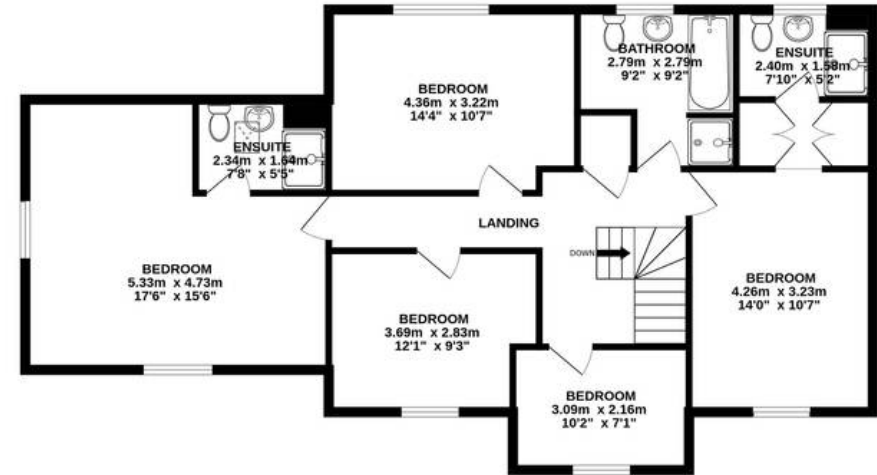 BEDROOM
4.36m x 3.22m
14'4" x 10'7"
BATHROOM
2.79m x 2.79m
9'2" x 9'2"
ENSUITE
2.40m x 1.58m
7'10" x 5'2"
ENSUITE
2.34m x 1.64m
7'8" x 5'5"
LANDING
DOWN
BEDROOM
5.33m x 4.73m
17'6" x 15'6"
BEDROOM
4.26m x 3.23m
14'0" x 10'7"
BEDROOM
3.69m x 2.83m
12'1" x 9'3"
BEDROOM
3.09m x 2.16m
10'2" x 7'1"